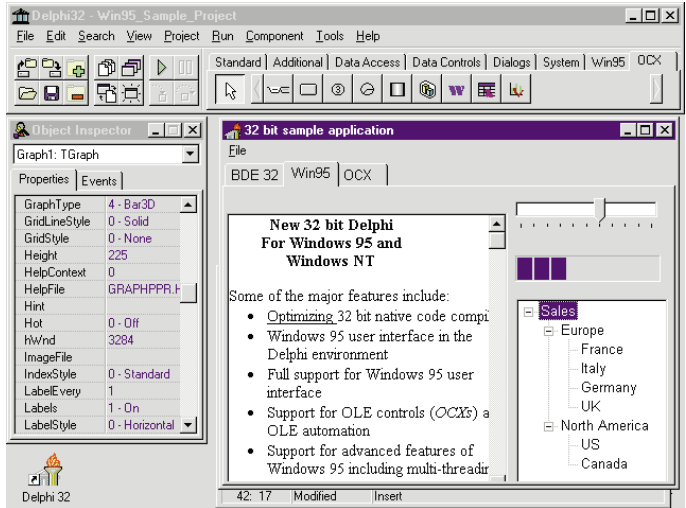 Delphi32 - Win95_Sample_Project
File Edit Search View Project Run Component Tools Help
Standard Additional Data Access Data Controls Dialogs System Win95 OCX
Object Inspector
Graph1: TGraph
Properties Events
GraphType 4 - Bar3D
GridLineStyle 0 - Solid
GridStyle 0 - None
Height 225
HelpContext 0
HelpFile GRAPHPPR.H
Hint
Hot 0 - Off
hWnd 3284
ImageFile
IndexStyle 0 - Standard
LabelEvery 1
Labels 1 - On
LabelStyle 0 - Horizontal
Delphi 32
32 bit sample application
File
BDE 32 Win95 OCX
New 32 bit Delphi
For Windows 95 and
Windows NT
Some of the major features include:
• Optimizing 32 bit native code compi
• Windows 95 user interface in the
Delphi environment
• Full support for Windows 95 user
interface
• Support for OLE controls (OCXs) a
OLE automation
• Support for advanced features of
Windows 95 including multi-threadin
Sales
Europe
France
Italy
Germany
UK
North America
US
Canada
42: 17 Modified Insert